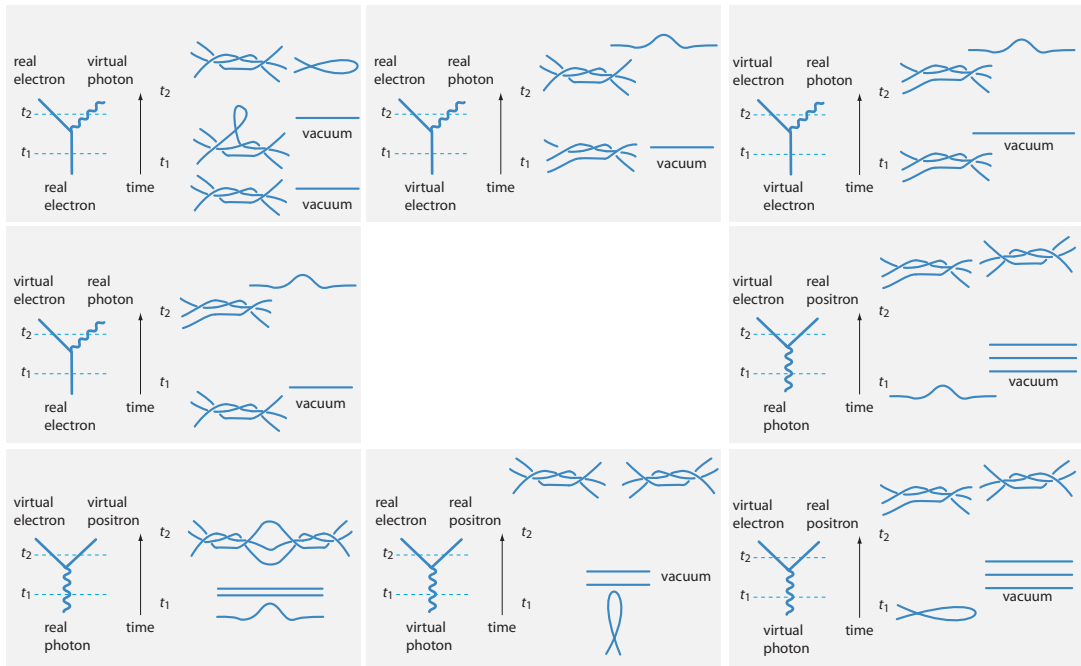 real virtual
electron photon
t2
t2
vacuum
t1
t1
real
electron
time
vacuum
real real
electron photon
t2
t2
t1
t1
vacuum
virtual
electron
time
virtual real
electron photon
t2
t2
vacuum
t1
t1
virtual
electron
time
virtual real
electron photon
t2
t2
t1
t1
vacuum
real
electron
time
virtual real
electron positron
t2
t2
t1
t1
vacuum
real
photon
time
virtual virtual
electron positron
t2
t2
t1
t1
real
photon
time
real real
electron positron
t2
t2
vacuum
t1
t1
virtual
photon
time
virtual real
electron positron
t2
t2
vacuum
t1
t1
virtual
photon
time